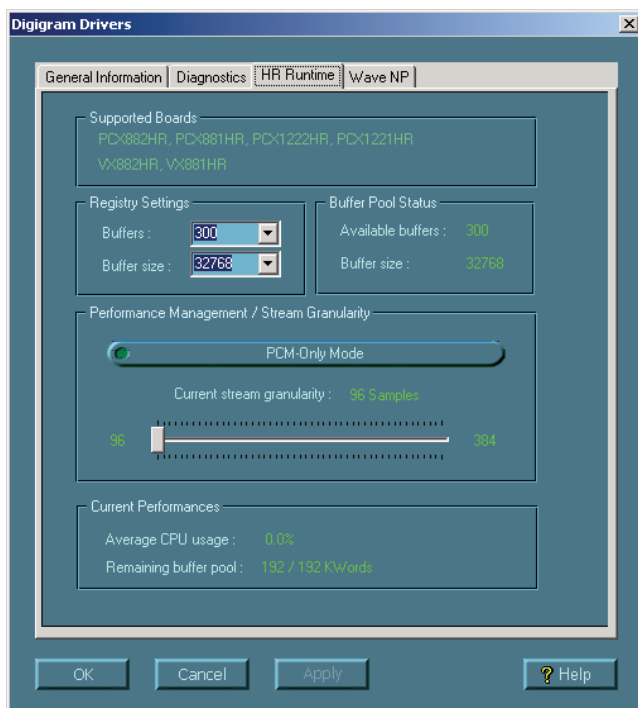 Digigram Drivers
General Information Diagnostics HR Runtime Wave NP
Supported Boards
PCX882HR, PCX881HR, PCX1222HR, PCX1221HR
VX882HR, VX881HR
Registry Settings
Buffers : 300
Buffer size : 32768
Buffer Pool Status
Available buffers : 300
Buffer size : 32768
Performance Management / Stream Granularity
PCM-Only Mode
Current stream granularity : 96 Samples
96 384
Current Performances
Average CPU usage : 0.0%
Remaining buffer pool : 192 / 192 KWords
OK Cancel Apply ? Help